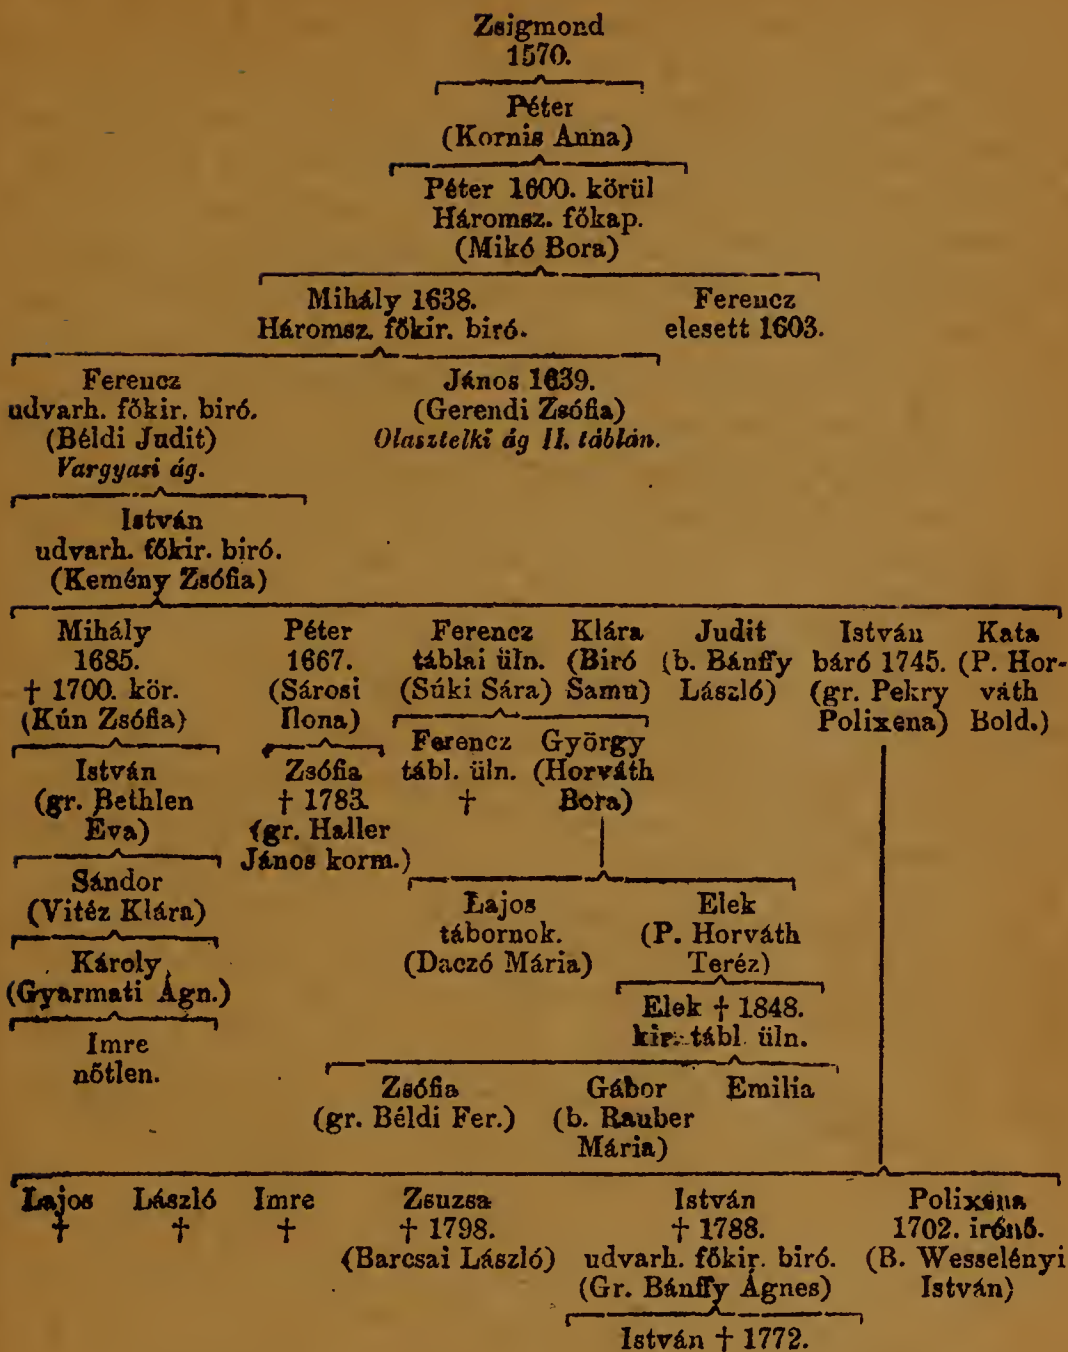 Zsigmond
1570.
Péter
(Kornis Anna)
Péter 1600. körül
Háromsz. főkap.
(Mikó Bora)
Mihály 1638. Ferencz
Háromsz. főkir. biró. elesett 1603.
Ferencz János 1639.
udvarh. főkir. biró. (Gerendi Zsófia)
(Béldi Judit) Olasztelki ág II. táblán.
Vargyasi ág.
István
udvarh. főkir. biró.
(Kemény Zsófia)
Mihály Péter Ferencz Klára Judit István Kata
1685. 1667. táblai üln. (Biró (b. Bánffy báró 1745. (P. Hor-
† 1700. kör. (Sárosi (Súki Sára) Samu) László) (gr. Pekry váth
(Kún Zsófia) Ilona) Polixena) Bold.)
Ferencz György
István Zsófia tábl. üln. (Horváth
(gr. Bethlen † 1783. † Bora)
Éva) (gr. Haller
János korm.)
Sándor Lajos Elek
(Vitéz Klára) tábornok. (P. Horváth
Károly (Daczó Mária) Teréz)
(Gyarmati Ágn.)
Elek † 1848.
Imre kir. tábl. üln.
nőtlen.
Zsófia Gábor Emilia
(gr. Béldi Fer.) (b. Rauber
Mária)
Lajos László Imre Zsuzsa István Polixéna
† † † † 1798. † 1788. 1702. irónő.
(Barcsai László) udvarh. főkir. biró. (B. Wesselényi
(Gr. Bánffy Ágnes) István)
István † 1772.